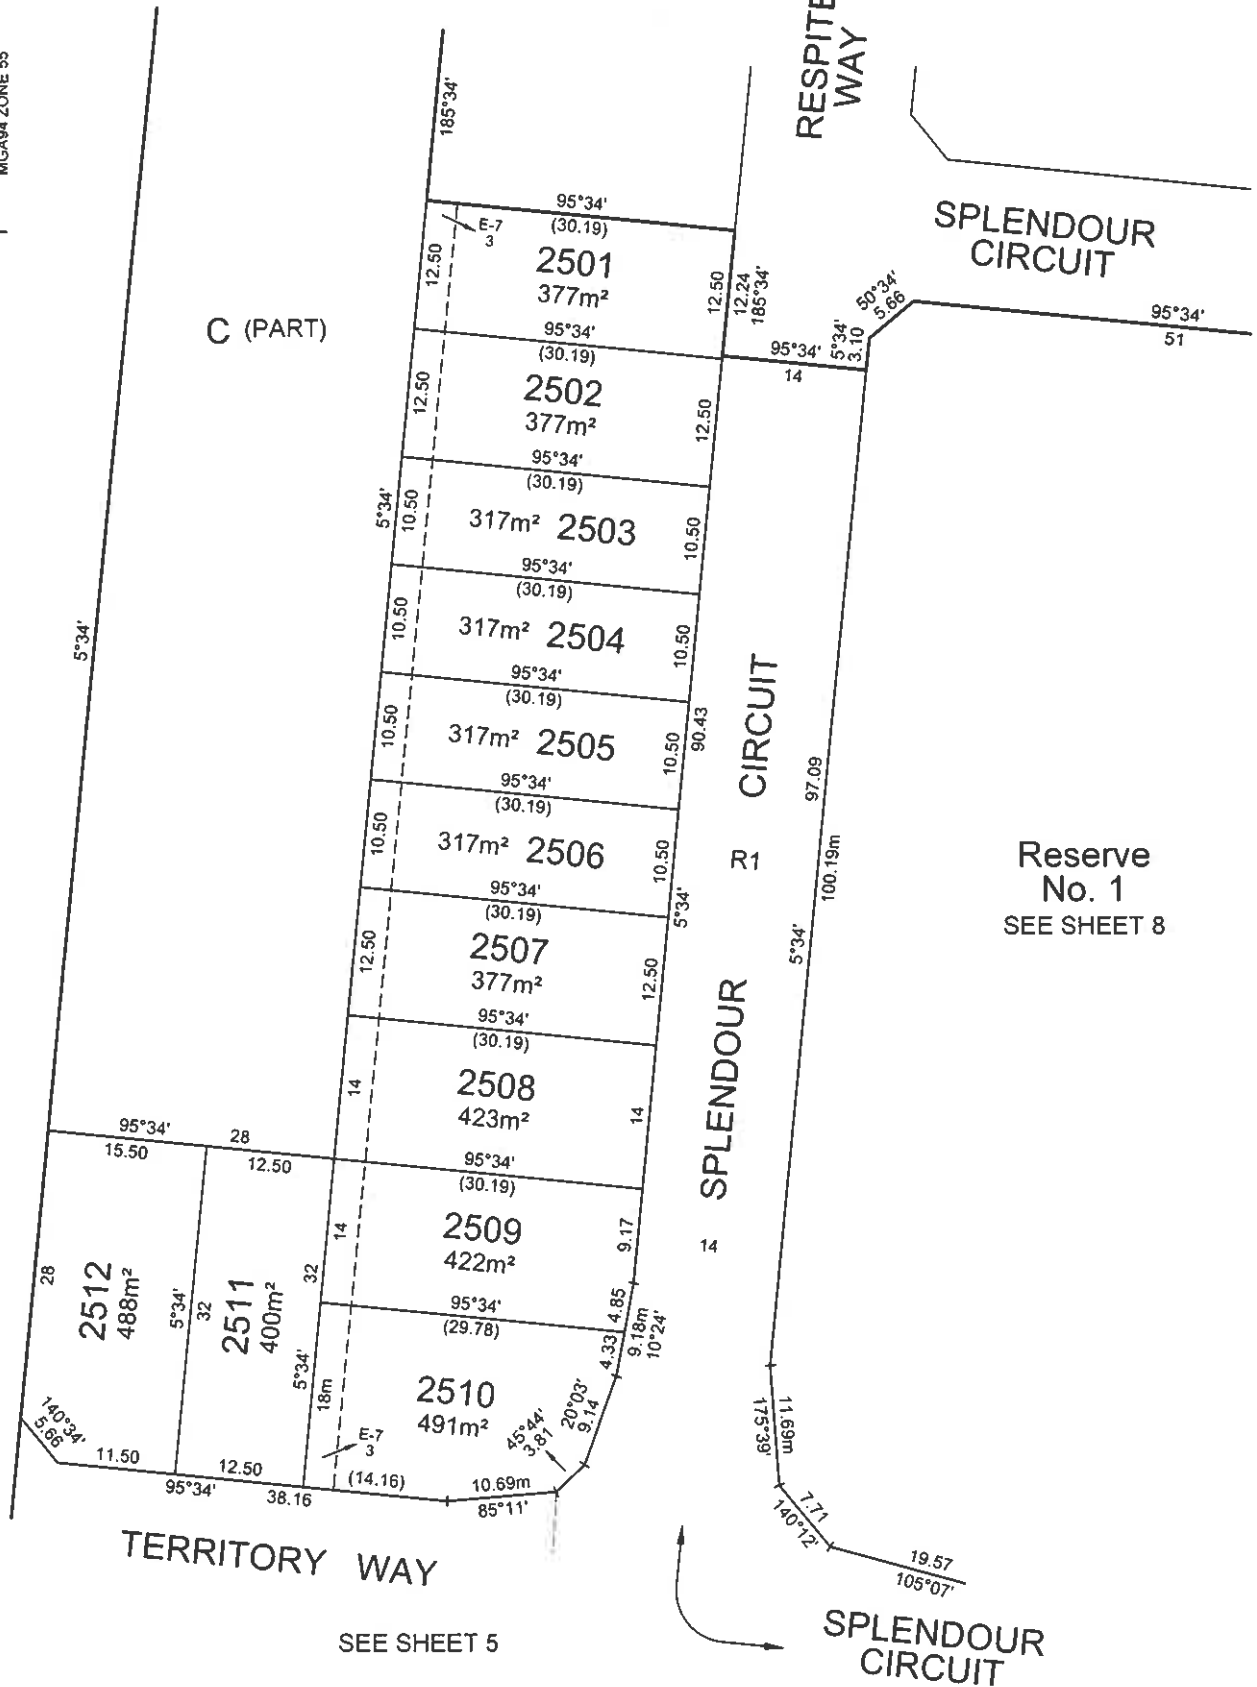 MGA94 ZONE 55
RESPITE
WAY
185°34'
SPLENDOUR
CIRCUIT
95°34'
(30.19)
E-7
3
12.50
2501
377m²
12.50
12.24
185°34'
50°34'
5.66
95°34'
51
C (PART)
95°34'
(30.19)
95°34'
14
5°34'
3.10
12.50
2502
377m²
12.50
95°34'
(30.19)
5°34'
10.50
317m² 2503
10.50
95°34'
(30.19)
10.50
317m² 2504
10.50
5°34'
95°34'
(30.19)
10.50
317m² 2505
10.50
90.43
CIRCUIT
97.09
95°34'
(30.19)
10.50
317m² 2506
10.50
R1
100.19m
Reserve
No. 1
SEE SHEET 8
95°34'
(30.19)
5°34'
5°34'
12.50
2507
377m²
12.50
95°34'
(30.19)
SPLENDOUR
14
2508
423m²
14
95°34'
28
15.50
12.50
95°34'
(30.19)
14
2509
422m²
9.17
14
28
2512
488m²
5°34'
32
2511
400m²
32
95°34'
(29.78)
4.85
9.18m
10°24'
4.33
5°34'
18m
2510
491m²
20°03'
9.14
45°44'
3.81
140°34'
5.66
E-7
3
11.50
12.50
(14.16)
10.69m
95°34'
38.16
85°11'
11.69m
175°39'
7.71
140°12'
19.57
105°07'
TERRITORY WAY
SEE SHEET 5
SPLENDOUR
CIRCUIT